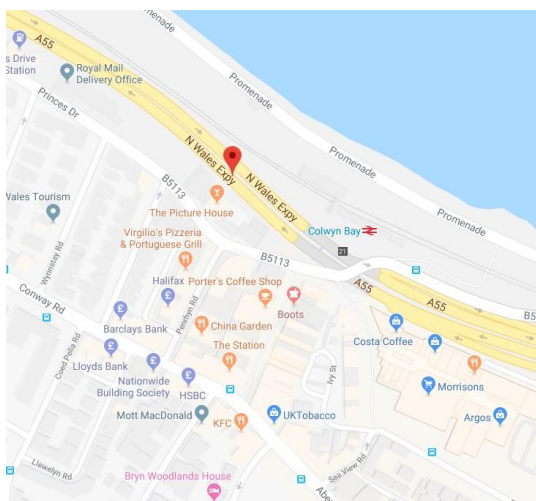 A55
s Drive
Station
Royal Mail
Delivery Office
Promenade
Princes Dr
N Wales Expy
Promenade
N Wales Expy
B5113
Wales Tourism
The Picture House
Promenade
Colwyn Bay
Virgilio's Pizzeria
& Portuguese Grill
Wynnstay Rd
B5113
21
Halifax
Porter's Coffee Shop
A55
A55
B5
Conway Rd
Penrhyn Rd
Boots
Barclays Bank
China Garden
Costa Coffee
Coed Pella Rd
The Station
Lloyds Bank
Ivy St
Nationwide
Building Society
HSBC
Morrisons
Mott MacDonald
KFC
UKTobacco
Argos
Llewelyn Rd
Sea View Rd
Bryn Woodlands House
Abe